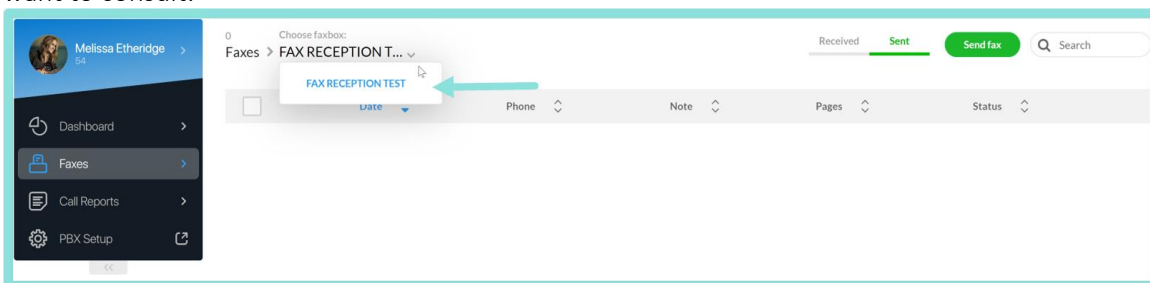 want to consult.
Melissa Etheridge
54
0
Choose faxbox:
Faxes > FAX RECEPTION T...
FAX RECEPTION TEST
Received Sent
Send fax
Search
Date Phone Note Pages Status
Dashboard
Faxes
Call Reports
PBX Setup
<<